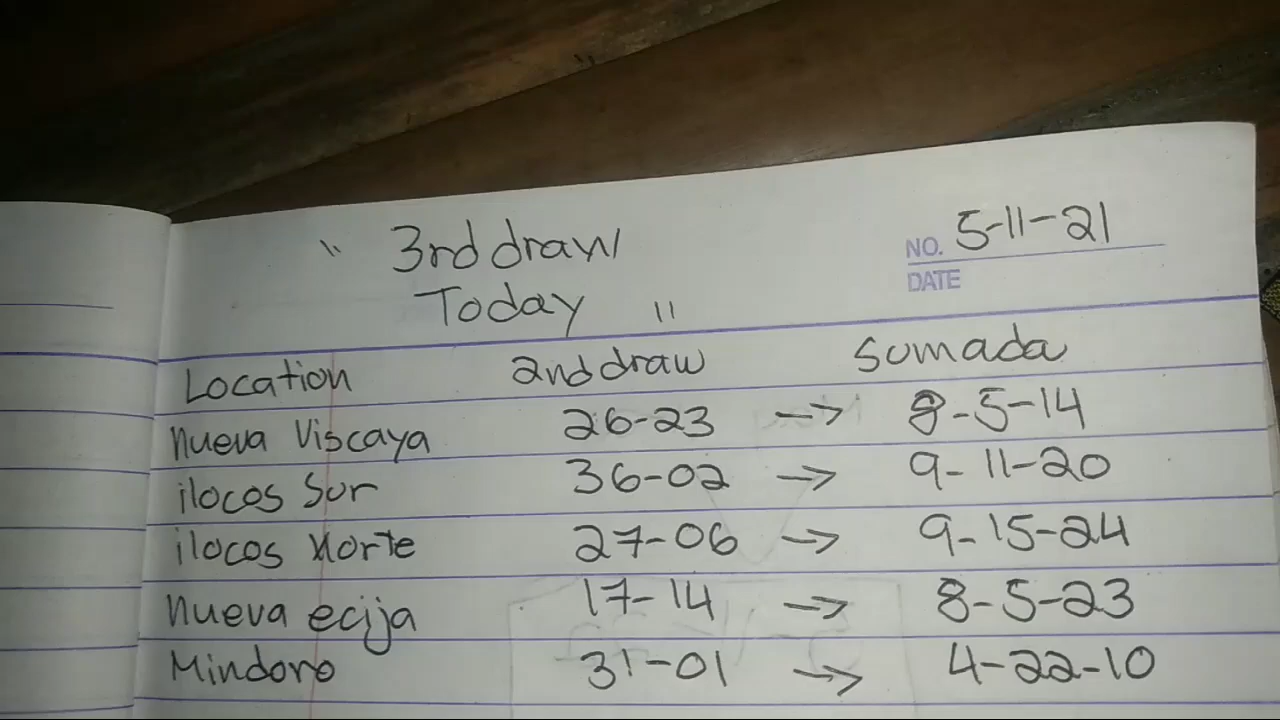 " 3rd draw
Today "
NO. 5-11-21
DATE
Location 2nd draw Sumada
Nueva Viscaya 26-23 → 8-5-14
ilocos Sur 36-02 → 9-11-20
ilocos Norte 27-06 → 9-15-24
Nueva ecija 17-14 → 8-5-23
Mindoro 31-01 → 4-22-10